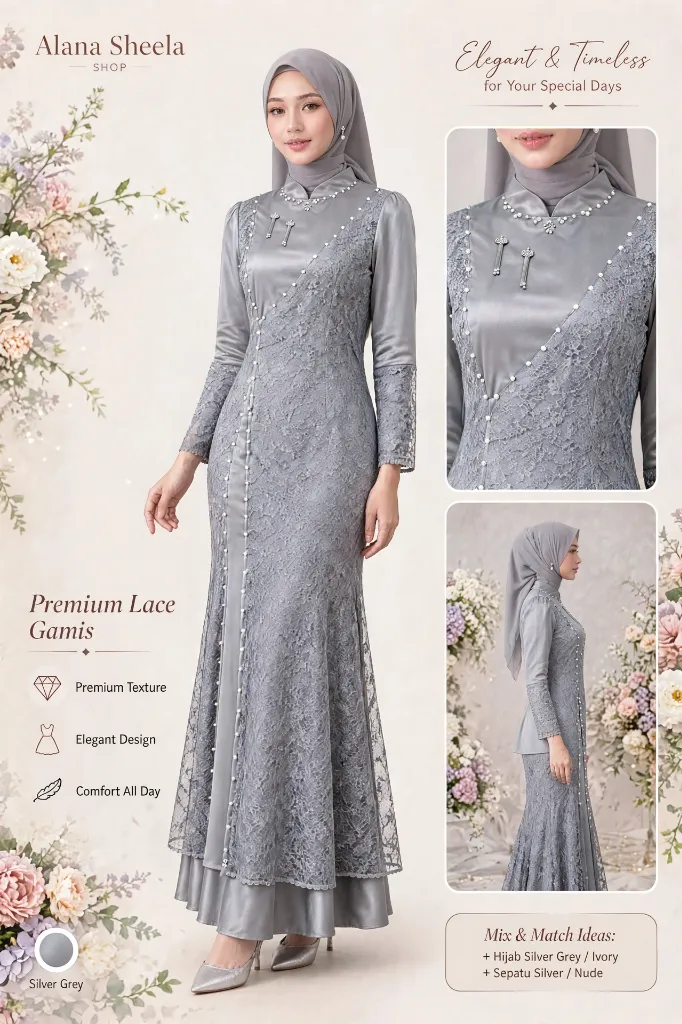 Alana Sheela
SHOP
Elegant & Timeless
for Your Special Days
Premium Lace
Gamis
Premium Texture
Elegant Design
Comfort All Day
Silver Grey
Mix & Match Ideas:
+ Hijab Silver Grey / Ivory
+ Sepatu Silver / Nude